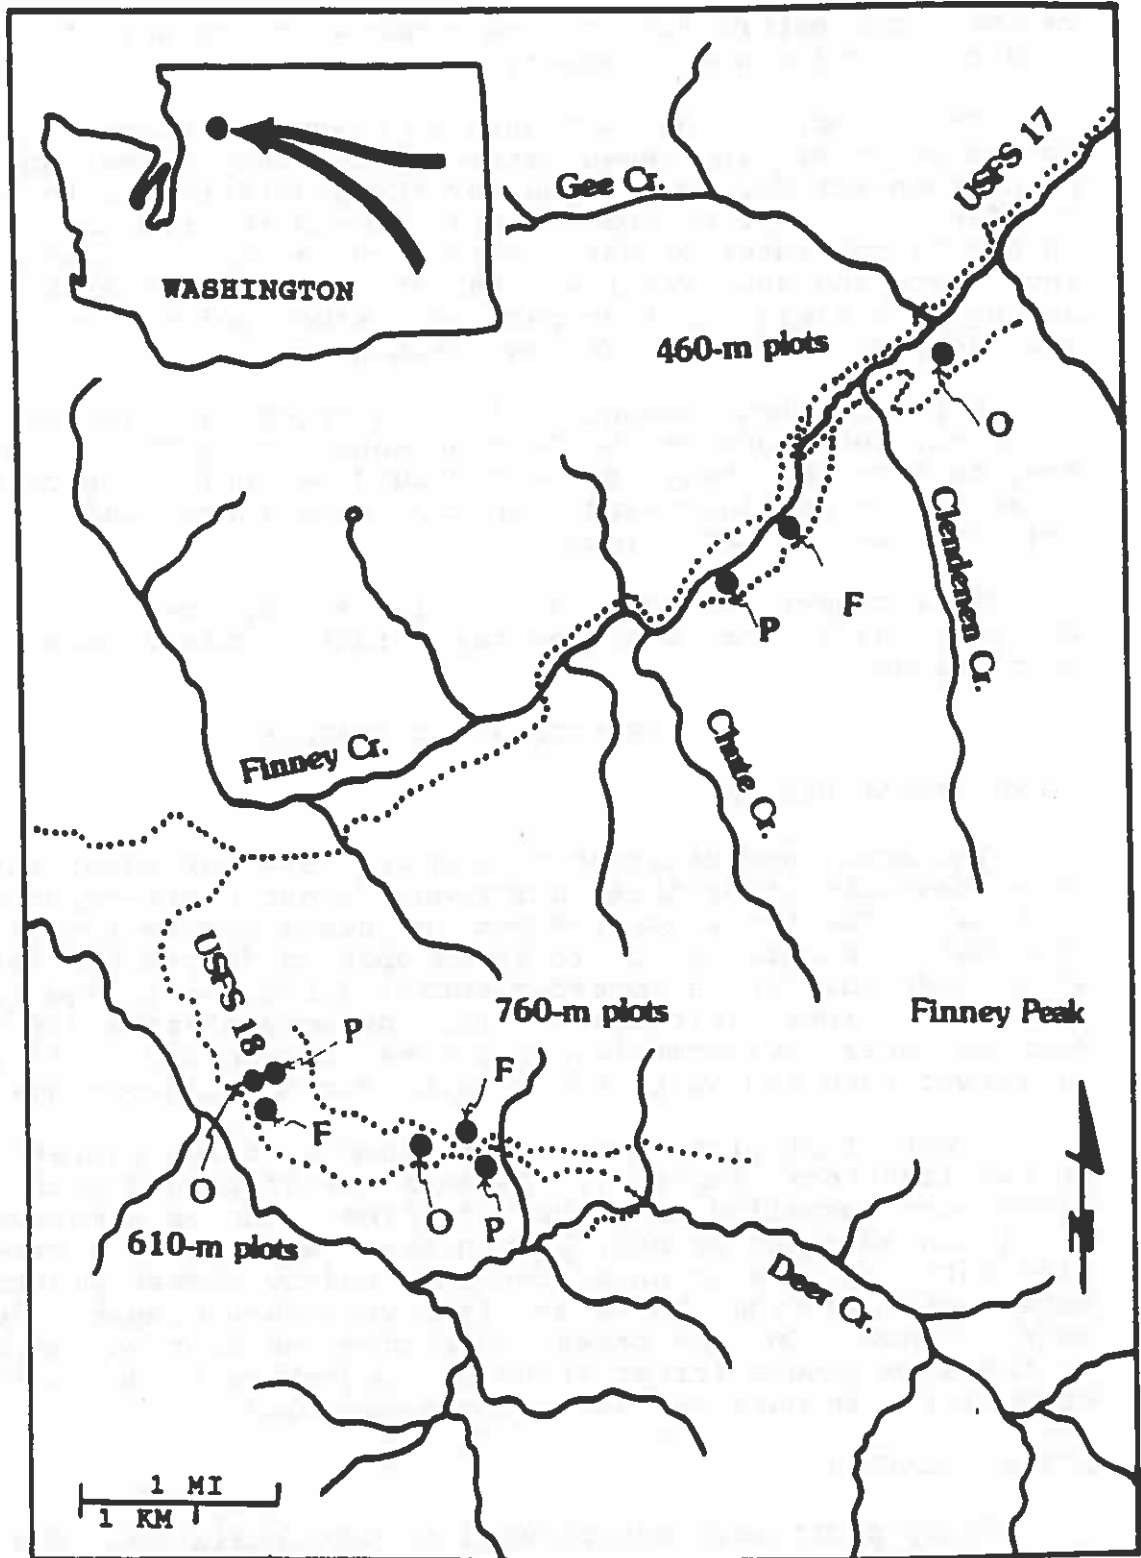 USFS 17
Gee Cr.
WASHINGTON
460-m plots
O
Clendenen Cr.
F
P
Chute Cr.
Finney Cr.
USFS 18
760-m plots
Finney Peak
P
F
F
O
O
P
610-m plots
N
Deer Cr.
1 MI
1 KM